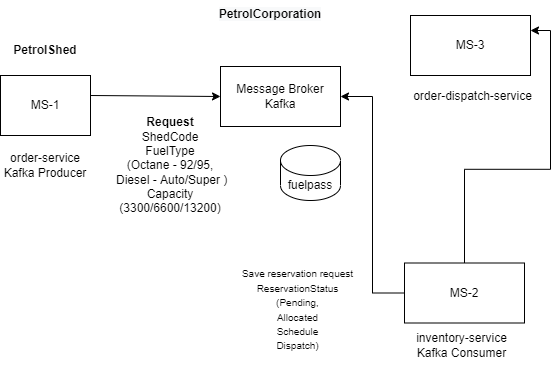 PetrolCorporation
PetrolShed
MS-1
order-service
Kafka Producer
Request
ShedCode
FuelType
(Octane - 92/95,
Diesel - Auto/Super )
Capacity
(3300/6600/13200)
Message Broker
Kafka
fuelpass
MS-3
order-dispatch-service
Save reservation request
ReservationStatus
(Pending,
Allocated
Schedule
Dispatch)
MS-2
inventory-service
Kafka Consumer